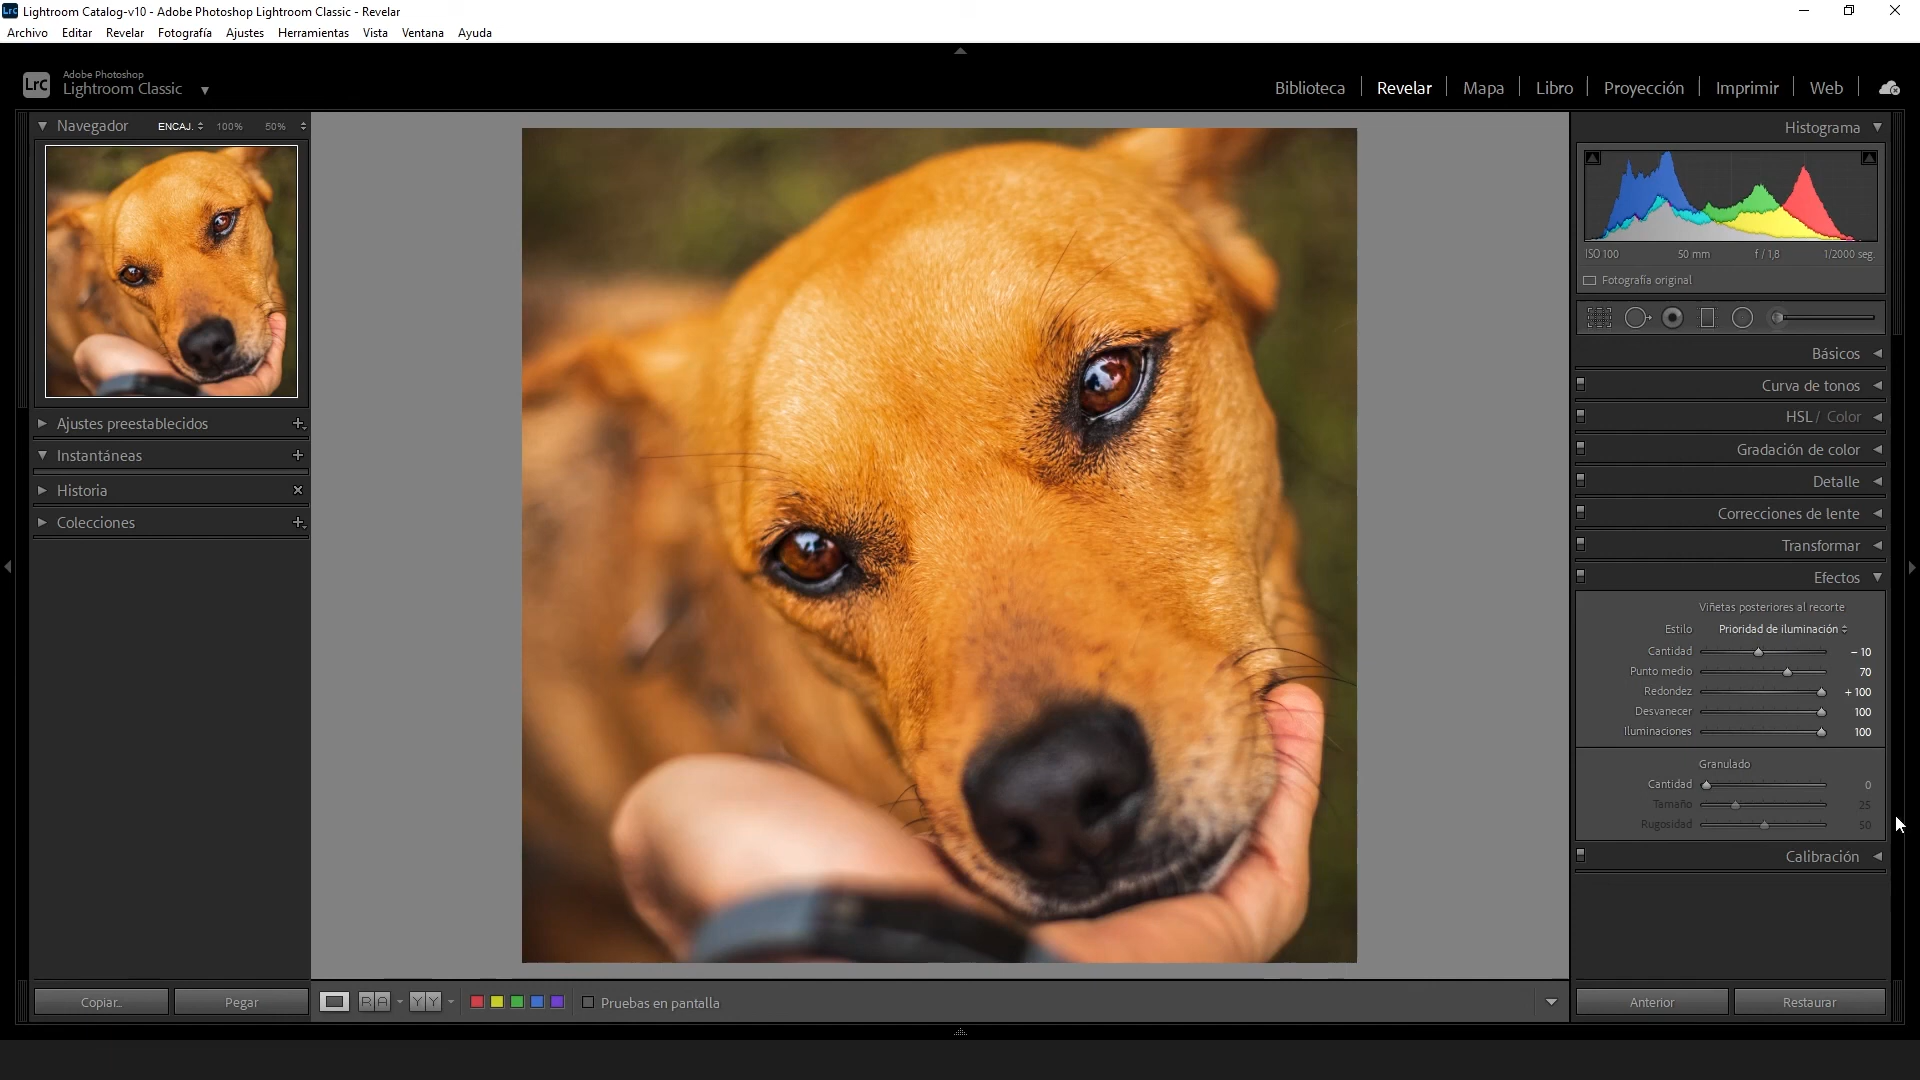 Lrc Lightroom Catalog-v10 - Adobe Photoshop Lightroom Classic - Revelar
Archivo Editar Revelar Fotografía Ajustes Herramientas Vista Ventana Ayuda
LrC Adobe Photoshop
Lightroom Classic
Biblioteca Revelar Mapa Libro Proyección Imprimir Web
Navegador ENCAJ. 100% 50%
Ajustes preestablecidos
Instantáneas
Historia
Colecciones
Copiar...
Pegar
R A Y Y Pruebas en pantalla
Histograma
ISO 100 50 mm f / 1,8 1/2000 seg.
Fotografía original
Básicos
Curva de tonos
HSL / Color
Gradación de color
Detalle
Correcciones de lente
Transformar
Efectos
Viñetas posteriores al recorte
Estilo Prioridad de iluminación
Cantidad – 10
Punto medio 70
Redondez + 100
Desvanecer 100
Iluminaciones 100
Granulado
Cantidad 0
Tamaño 25
Rugosidad 50
Calibración
Anterior
Restaurar